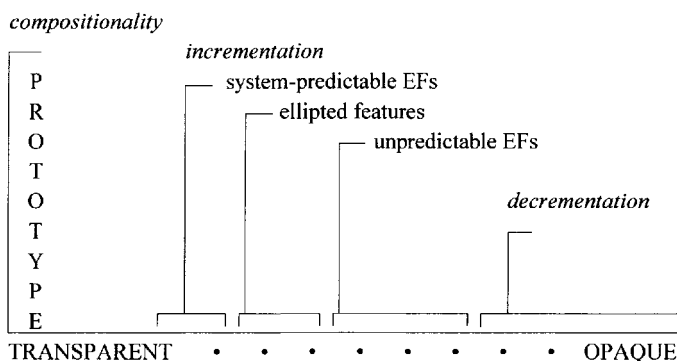 compositionality
incrementation
system-predictable EFs
ellipted features
unpredictable EFs
decrementation
P
R
O
T
O
T
Y
P
E
TRANSPARENT • • • • • • • • OPAQUE